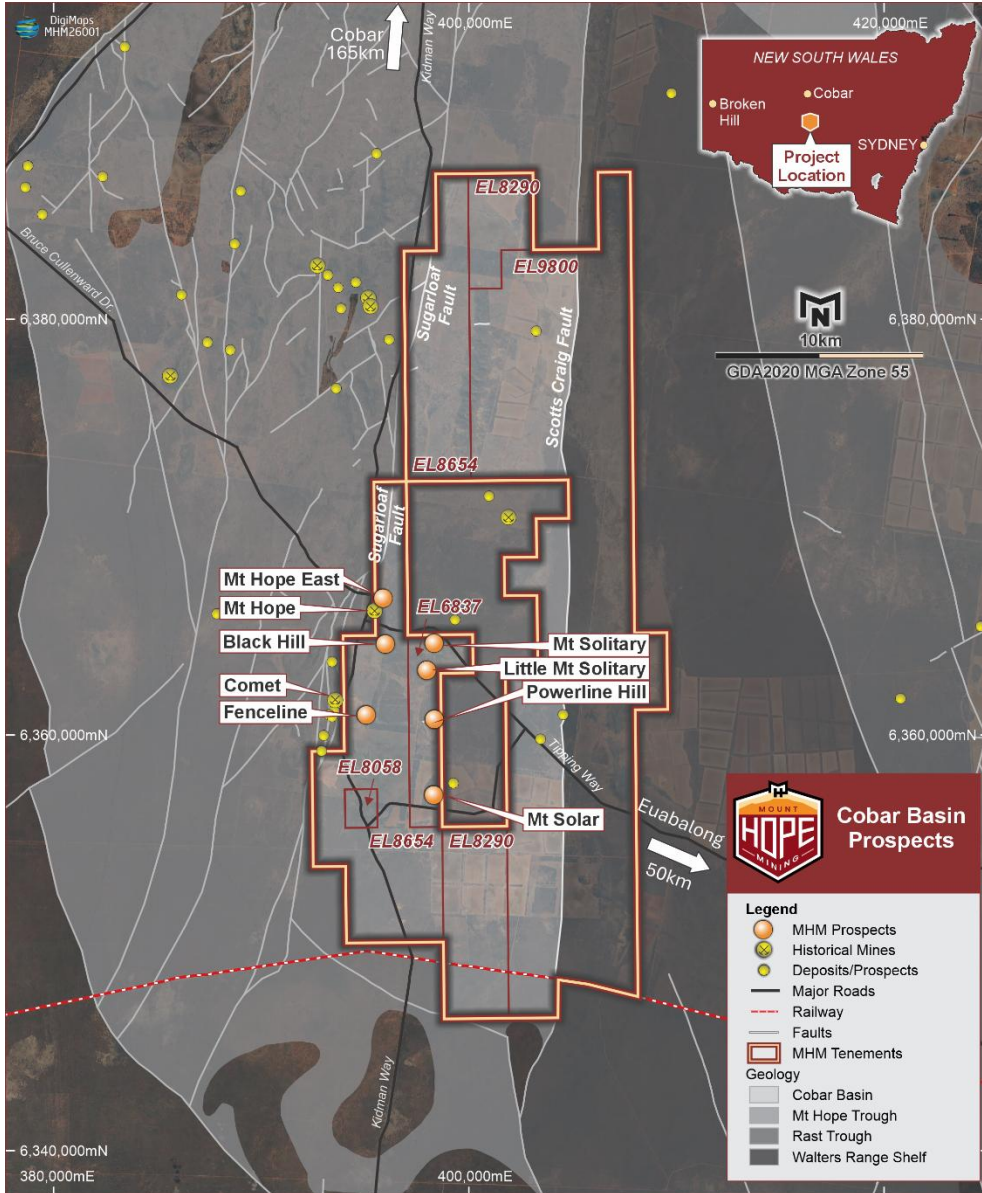 DigiMaps
MHM26001
Cobar
165km
Kidman Way
400,000mE
420,000mE
NEW SOUTH WALES
Cobar
Broken
Hill
SYDNEY
Project
Location
EL8290
Bruce Cullenward Dr.
EL9800
Sugarloaf
Fault
Scotts Craig Fault
6,380,000mN
6,380,000mN
N
10km
GDA2020 MGA Zone 55
EL8654
Sugarloaf
Fault
Mt Hope East
Mt Hope
EL6837
Black Hill
Mt Solitary
Little Mt Solitary
Comet
Powerline Hill
Fenceline
6,360,000mN
6,360,000mN
Tipping Way
EL8058
Mt Solar
EL8654
EL8290
Euabalong
50km
MOUNT
HOPE
MINING
Cobar Basin
Prospects
Legend
MHM Prospects
Historical Mines
Deposits/Prospects
Major Roads
Railway
Faults
MHM Tenements
Geology
Cobar Basin
Mt Hope Trough
Rast Trough
Walters Range Shelf
Kidman Way
6,340,000mN
380,000mE
400,000mE